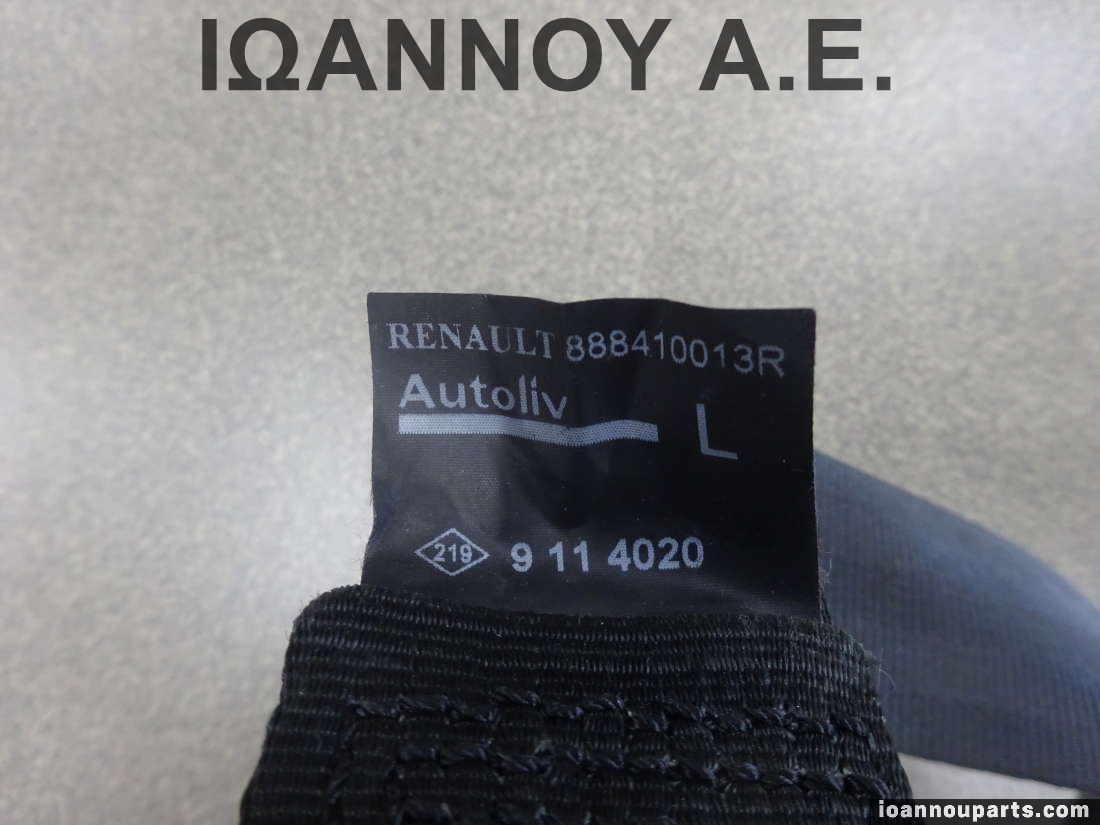 ΙΩΑΝΝΟΥ Α.Ε.
RENAULT 888410013R
Autoliv
L
219 9 11 4020
ioannouparts.com